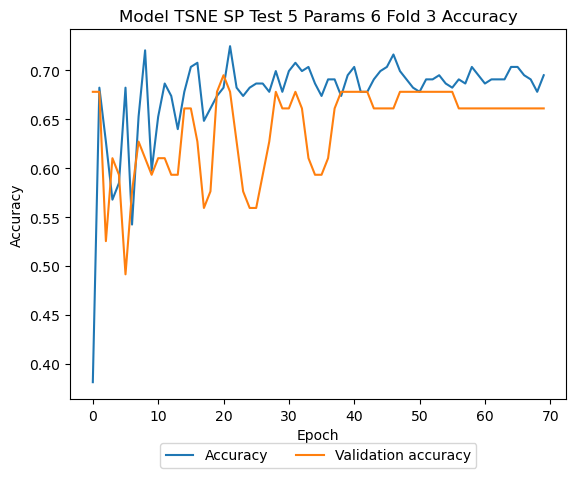 Model TSNE SP Test 5 Params 6 Fold 3 Accuracy
0.70
0.65
0.60
0.55
0.50
0.45
0.40
Accuracy
0 10 20 30 40 50 60 70
Epoch
Accuracy Validation accuracy